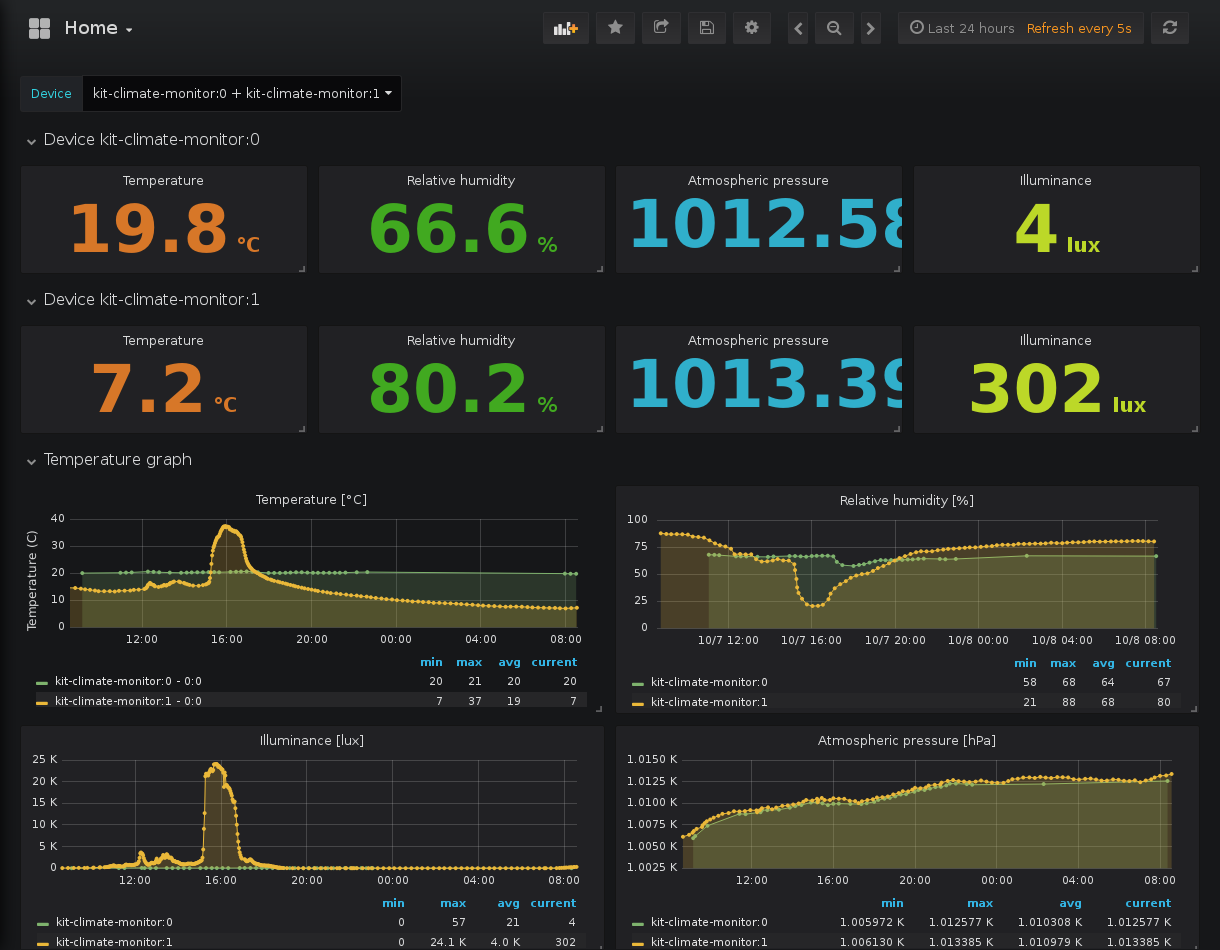 Home
Last 24 hours Refresh every 5s
Device kit-climate-monitor:0 + kit-climate-monitor:1
Device kit-climate-monitor:0
Temperature Relative humidity Atmospheric pressure Illuminance
19.8 °C 66.6 % 1012.58 4 lux
Device kit-climate-monitor:1
Temperature Relative humidity Atmospheric pressure Illuminance
7.2 °C 80.2 % 1013.39 302 lux
Temperature graph
Temperature [°C]
Temperature (C)
40
30
20
10
0
12:00 16:00 20:00 00:00 04:00 08:00
min max avg current
kit-climate-monitor:0 - 0:0 20 21 20 20
kit-climate-monitor:1 - 0:0 7 37 19 7
Relative humidity [%]
100
75
50
25
0
10/7 12:00 10/7 16:00 10/7 20:00 10/8 00:00 10/8 04:00 10/8 08:00
min max avg current
kit-climate-monitor:0 58 68 64 67
kit-climate-monitor:1 21 88 68 80
Illuminance [lux]
25 K
20 K
15 K
10 K
5 K
0
12:00 16:00 20:00 00:00 04:00 08:00
min max avg current
kit-climate-monitor:0 0 57 21 4
kit-climate-monitor:1 0 24.1 K 4.0 K 302
Atmospheric pressure [hPa]
1.0150 K
1.0125 K
1.0100 K
1.0075 K
1.0050 K
1.0025 K
12:00 16:00 20:00 00:00 04:00 08:00
min max avg current
kit-climate-monitor:0 1.005972 K 1.012577 K 1.010308 K 1.012577 K
kit-climate-monitor:1 1.006130 K 1.013385 K 1.010979 K 1.013385 K